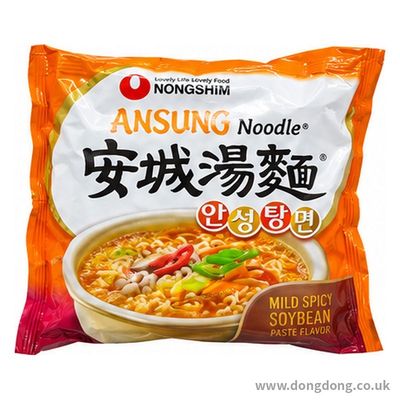 Lovely Life Lovely Food
NONGSHIM
ANSUNG Noodle®
安城湯麵®
안성탕면
MILD SPICY
SOYBEAN
PASTE FLAVOR
www.dongdong.co.uk